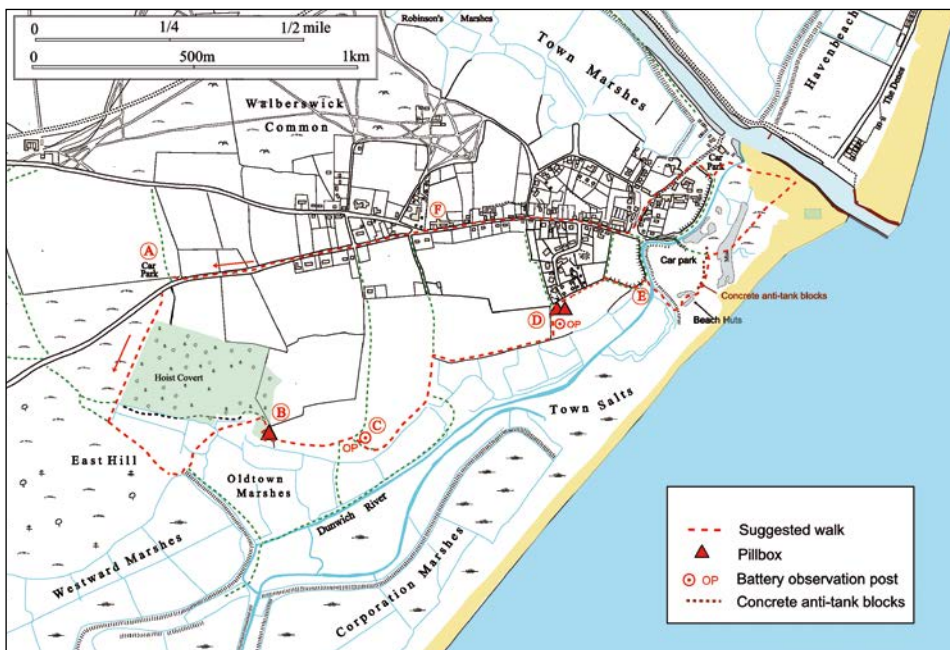 0 1/4 1/2 mile
0 500m 1km
Robinson's
Marshes
Town Marshes
Havenbeach
The Denes
Walberswick
Common
Car
Park
F
A
Car
Park
Car park
E
Concrete anti-tank blocks
Beach Huts
D
OP
Hoist Covert
B
C
OP
Town Salts
East Hill
Oldtown
Marshes
Dunwich River
Westward Marshes
Corporation Marshes
Suggested walk
Pillbox
OP Battery observation post
Concrete anti-tank blocks